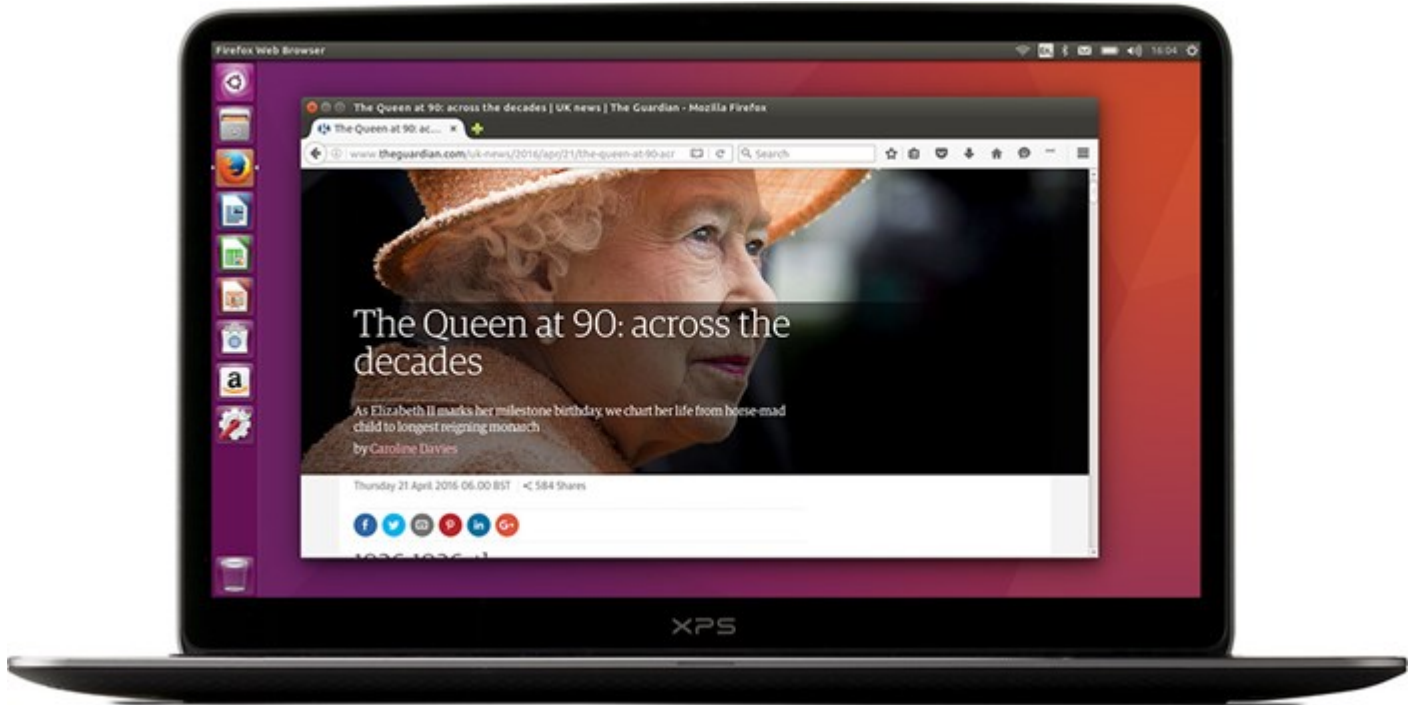 Firefox Web Browser
16:04
The Queen at 90: across the decades | UK news | The Guardian - Mozilla Firefox
The Queen at 90: ac...
www.theguardian.com/uk-news/2016/apr/21/the-queen-at-90-acr
Search
a
The Queen at 90: across the
decades
As Elizabeth II marks her milestone birthday, we chart her life from horse-mad
child to longest reigning monarch
by Caroline Davies
Thursday 21 April 2016 06.00 BST
584 Shares
f
in
G+
XPS